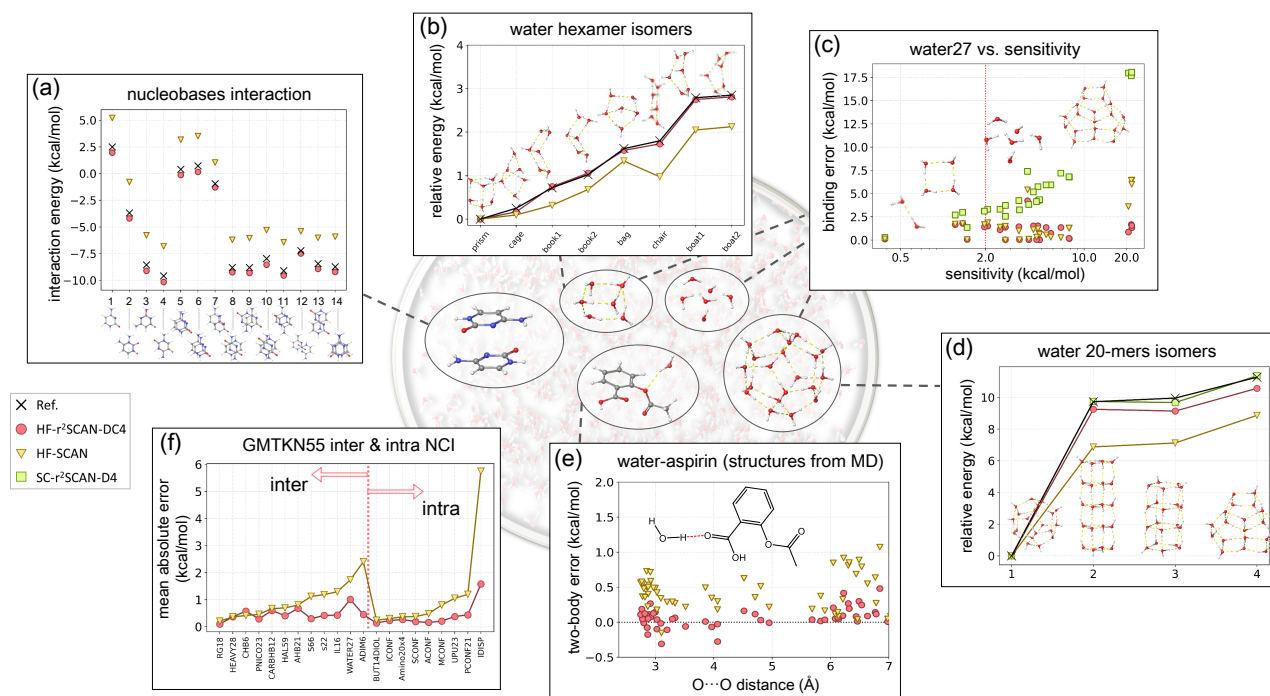 (a)
nucleobases interaction
interaction energy (kcal/mol)
5.0
2.5
0.0
−2.5
−5.0
−7.5
−10.0
1 2 3 4 5 6 7 8 9 10 11 12 13 14
(b)
water hexamer isomers
relative energy (kcal/mol)
4
3
2
1
0
prism cage book1 book2 bag chair boat1 boat2
(c)
water27 vs. sensitivity
binding error (kcal/mol)
17.5
15.0
12.5
10.0
7.5
5.0
2.5
0.0
0.5 2.0 10.0 20.0
sensitivity (kcal/mol)
(d)
water 20-mers isomers
relative energy (kcal/mol)
10
8
6
4
2
0
1 2 3 4
Ref.
HF-r²SCAN-DC4
HF-SCAN
SC-r²SCAN-D4
(f)
GMTKN55 inter & intra NCI
mean absolute error
(kcal/mol)
6
5
4
3
2
1
0
inter
intra
RG18 HEAVY28 CHB6 PNICO23 CARBHB12 HAL59 AHB21 S66 s22 IL16 WATER27 ADIM6 BUT14DIOL ICONF Amino20x4 SCONF ACONF MCONF UPU23 PCONF21 IDISP
(e)
water-aspirin (structures from MD)
two-body error (kcal/mol)
2.0
1.5
1.0
0.5
0.0
−0.5
H
O
H
O
OH
O
O
3 4 5 6 7
O···O distance (Å)